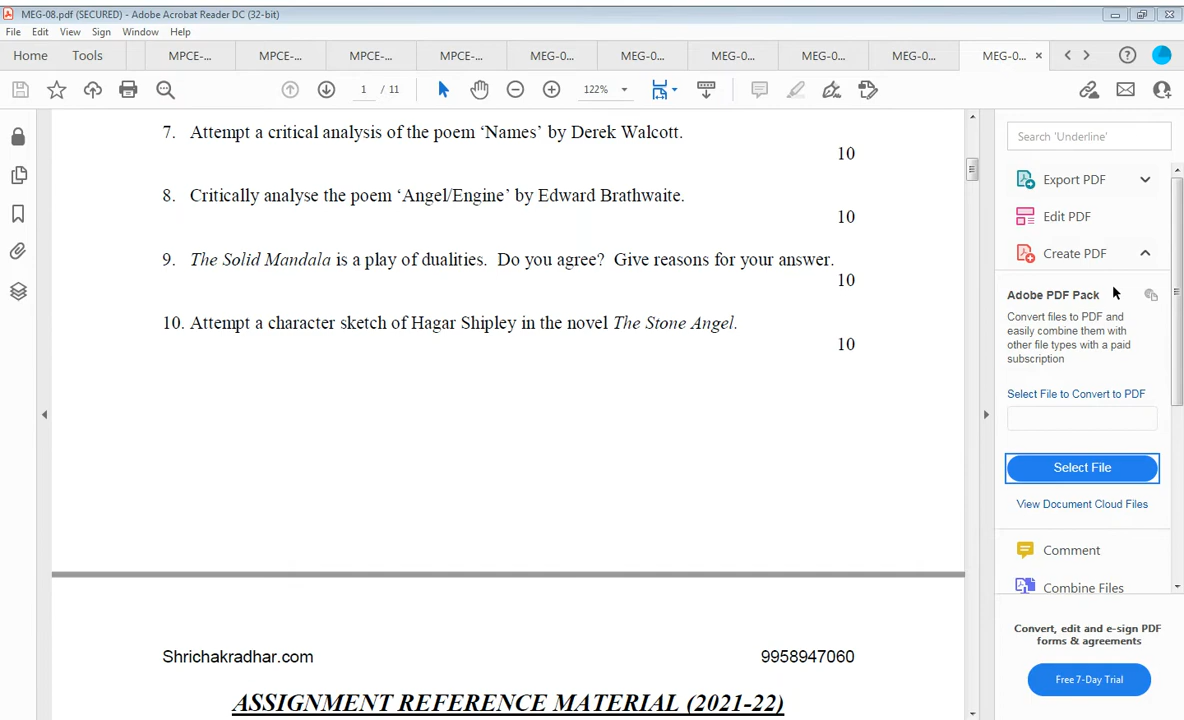 MEG-08.pdf (SECURED) - Adobe Acrobat Reader DC (32-bit)
File Edit View Sign Window Help
Home Tools MPCE-... MPCE-... MPCE-... MPCE-... MEG-0... MEG-0... MEG-0... MEG-0... MEG-0... MEG-0... ×
1 / 11 122%
7. Attempt a critical analysis of the poem ‘Names’ by Derek Walcott.
10
8. Critically analyse the poem ‘Angel/Engine’ by Edward Brathwaite.
10
9. The Solid Mandala is a play of dualities. Do you agree? Give reasons for your answer.
10
10. Attempt a character sketch of Hagar Shipley in the novel The Stone Angel.
10
Shrichakradhar.com 9958947060
ASSIGNMENT REFERENCE MATERIAL (2021-22)
Search 'Underline'
Export PDF
Edit PDF
Create PDF
Adobe PDF Pack
Convert files to PDF and
easily combine them with
other file types with a paid
subscription
Select File to Convert to PDF
Select File
View Document Cloud Files
Comment
Combine Files
Convert, edit and e-sign PDF
forms & agreements
Free 7-Day Trial